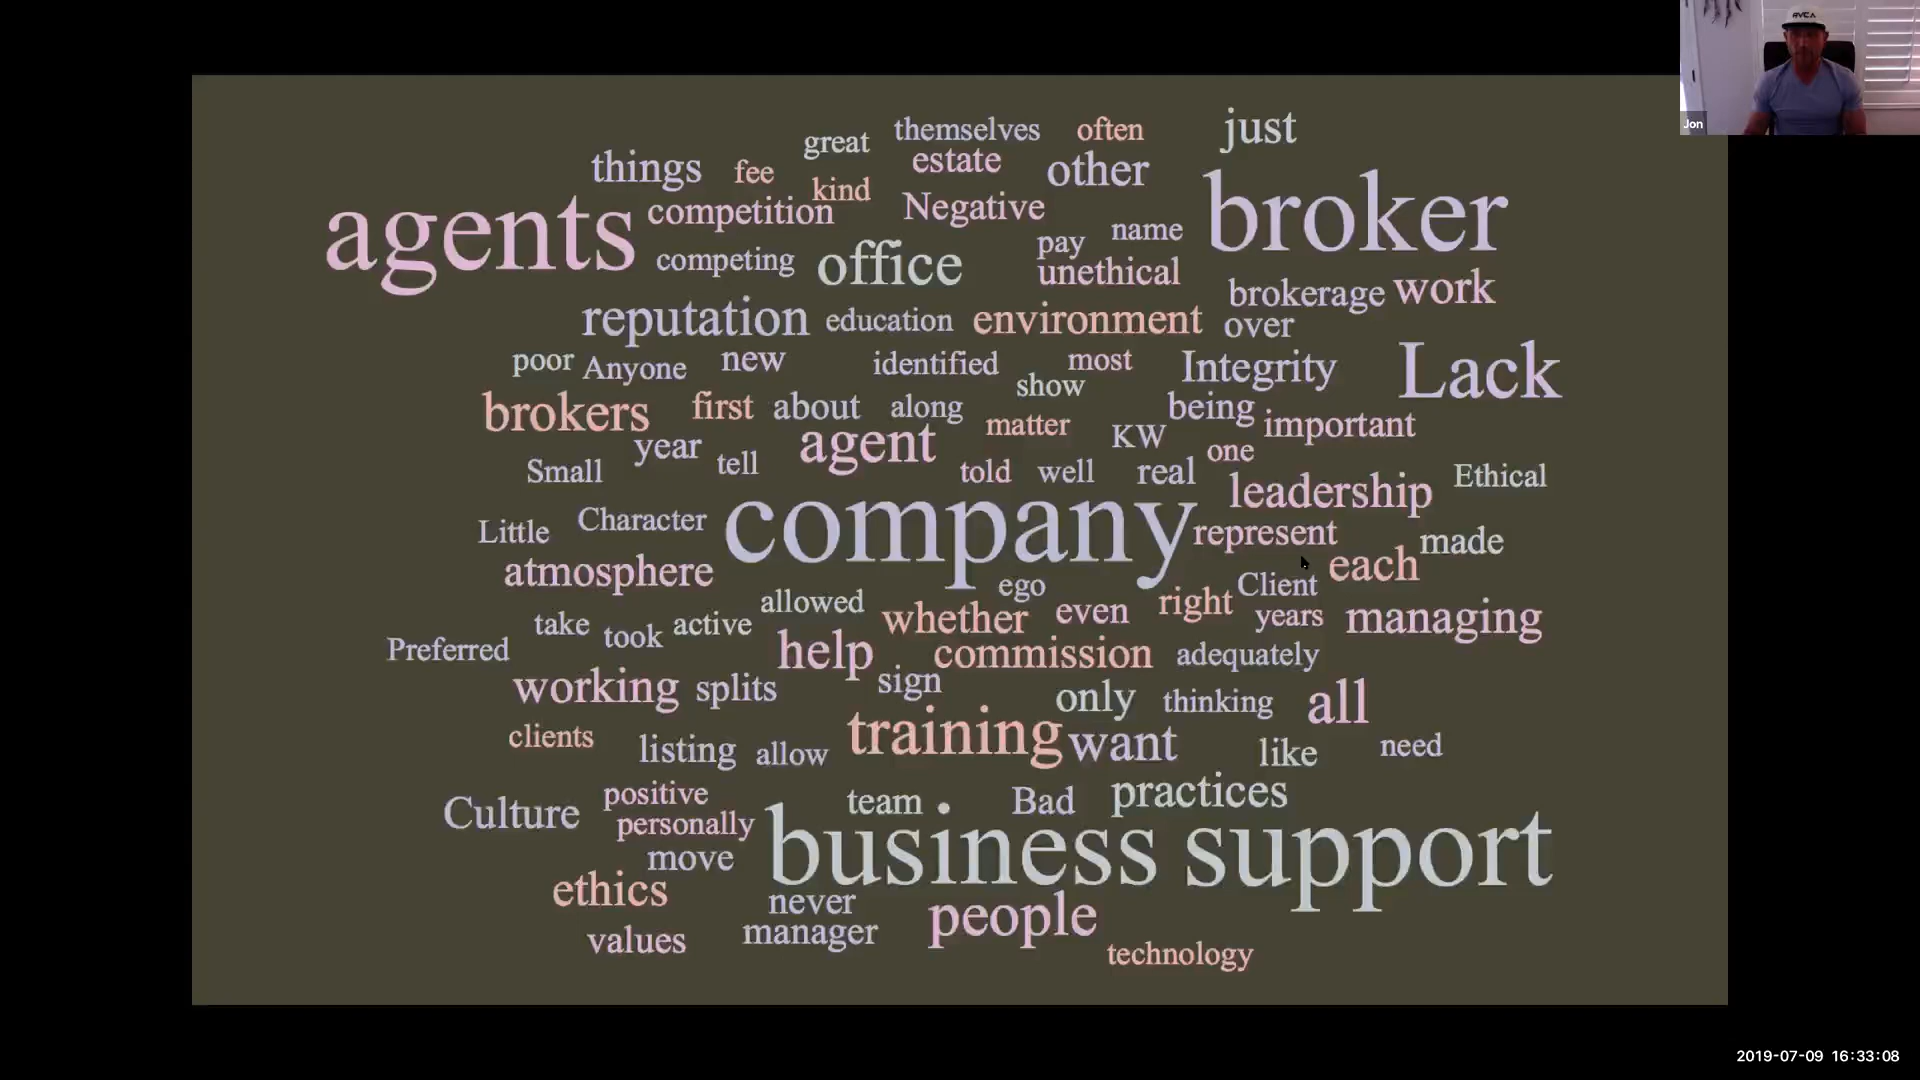 RVCA
Jon
just
themselves often
great
estate
things fee other
kind
broker
agents competition Negative
name
pay
competing office unethical
brokerage work
reputation education environment over
poor Anyone new identified most Integrity Lack
show
brokers first about along being
matter important
year agent KW one
Small tell told well real Ethical
leadership
Little Character company represent made
atmosphere each
ego Client
allowed whether even right years managing
take took active
Preferred help commission adequately
working splits sign only thinking all
clients training want
listing allow like need
positive team Bad practices
Culture personally business support
move
ethics never people
values manager technology
2019-07-09 16:33:08